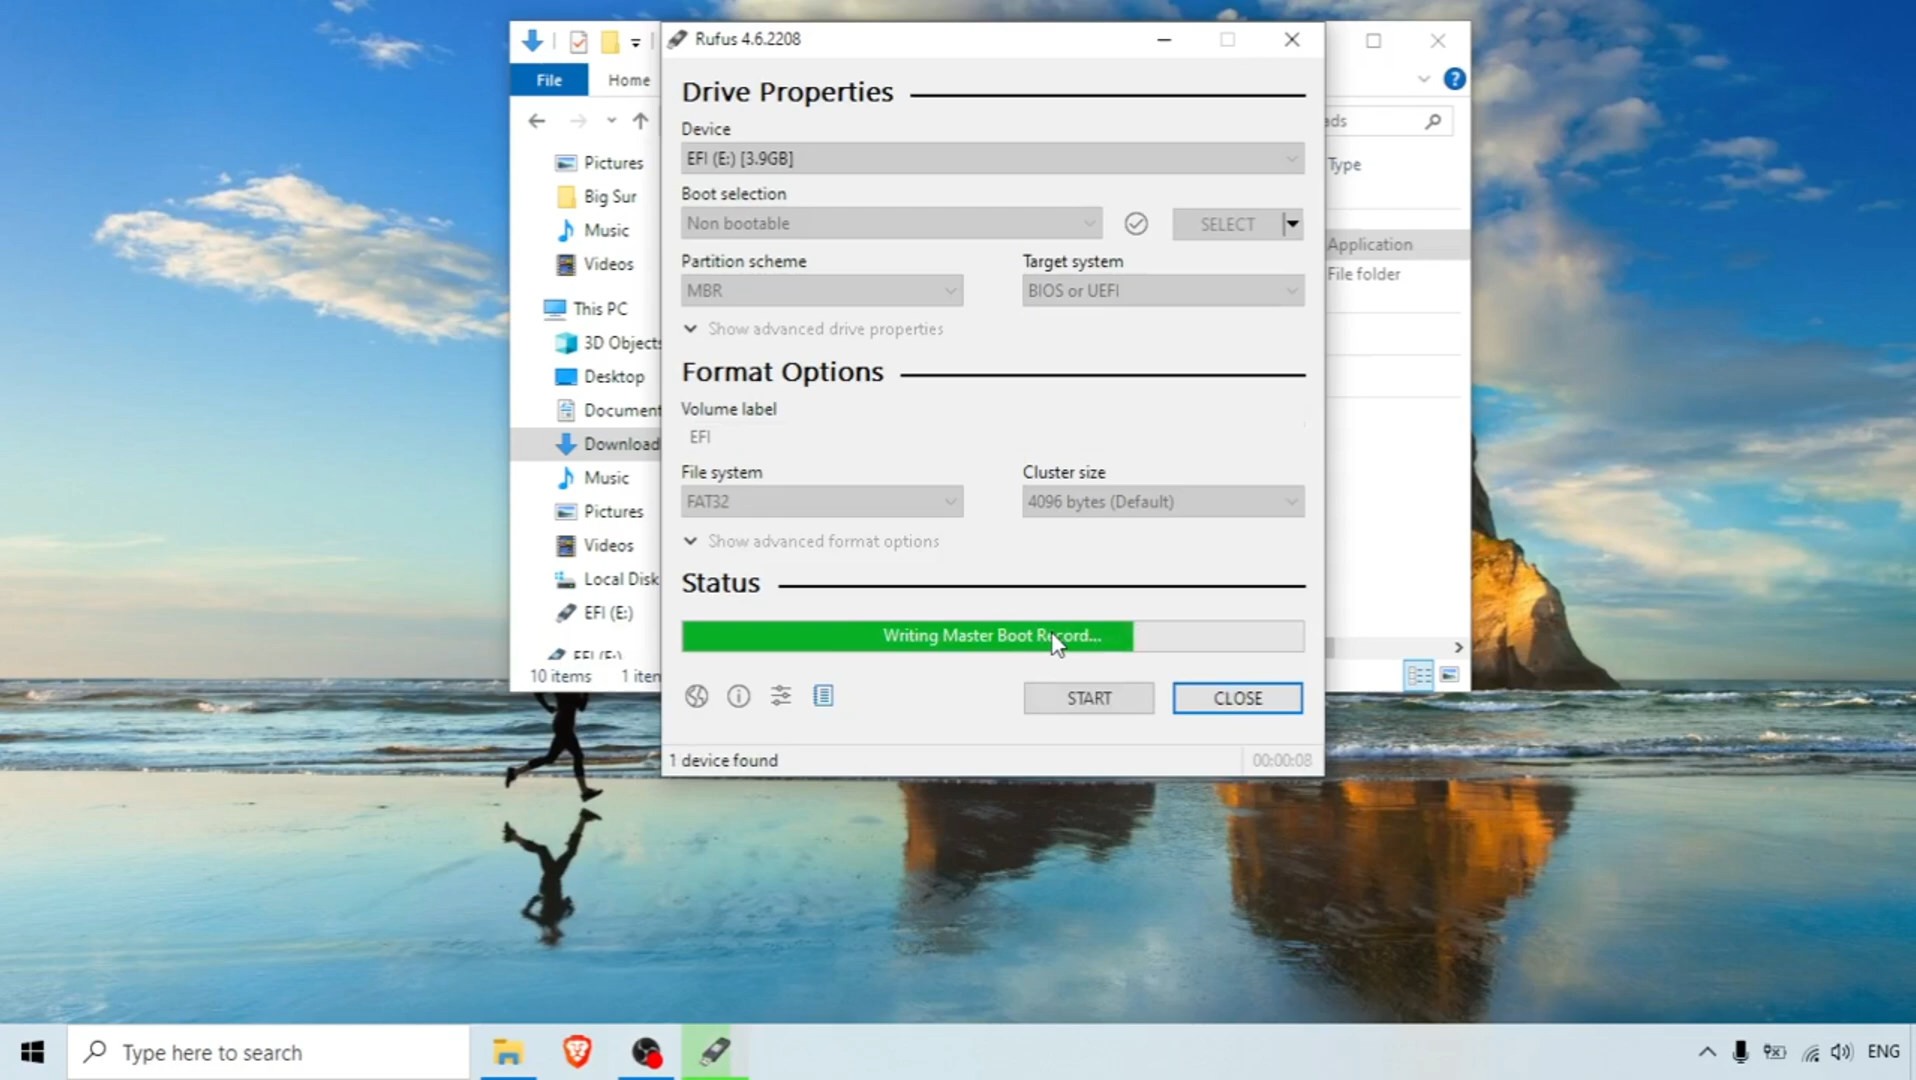 Rufus 4.6.2208
File
Home
Pictures
Big Sur
Music
Videos
This PC
3D Objects
Desktop
Document
Download
Music
Pictures
Videos
Local Disk
EFI (E:)
EFI (E:)
10 items
Drive Properties
Device
EFI (E:) [3.9GB]
Boot selection
Non bootable
SELECT
Partition scheme
Target system
MBR
BIOS or UEFI
Show advanced drive properties
Format Options
Volume label
EFI
File system
Cluster size
FAT32
4096 bytes (Default)
Show advanced format options
Status
Writing Master Boot Record...
START
CLOSE
1 device found
00:00:08
Type
Application
File folder
Type here to search
ENG